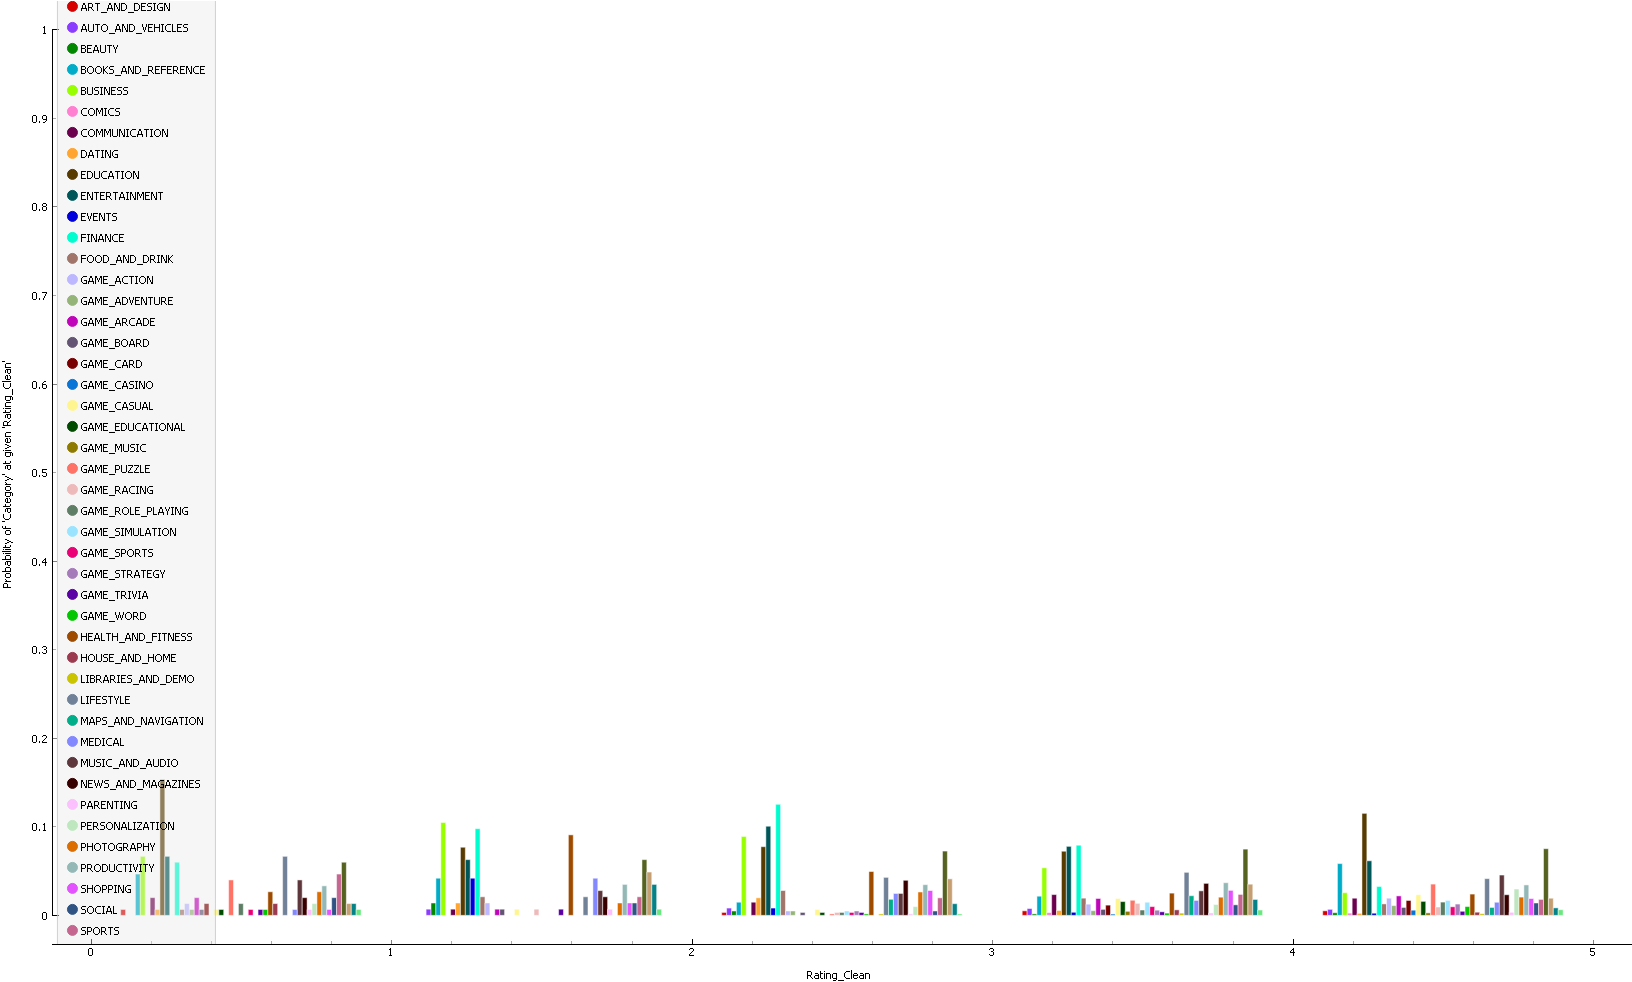 ART_AND_DESIGN
AUTO_AND_VEHICLES
BEAUTY
BOOKS_AND_REFERENCE
BUSINESS
COMICS
COMMUNICATION
DATING
EDUCATION
ENTERTAINMENT
EVENTS
FINANCE
FOOD_AND_DRINK
GAME_ACTION
GAME_ADVENTURE
GAME_ARCADE
GAME_BOARD
GAME_CARD
GAME_CASINO
GAME_CASUAL
GAME_EDUCATIONAL
GAME_MUSIC
GAME_PUZZLE
GAME_RACING
GAME_ROLE_PLAYING
GAME_SIMULATION
GAME_SPORTS
GAME_STRATEGY
GAME_TRIVIA
GAME_WORD
HEALTH_AND_FITNESS
HOUSE_AND_HOME
LIBRARIES_AND_DEMO
LIFESTYLE
MAPS_AND_NAVIGATION
MEDICAL
MUSIC_AND_AUDIO
NEWS_AND_MAGAZINES
PARENTING
PERSONALIZATION
PHOTOGRAPHY
PRODUCTIVITY
SHOPPING
SOCIAL
SPORTS
1
0.9
0.8
0.7
0.6
0.5
0.4
0.3
0.2
0.1
0
Probability of 'Category' at given 'Rating_Clean'
0 1 2 3 4 5
Rating_Clean